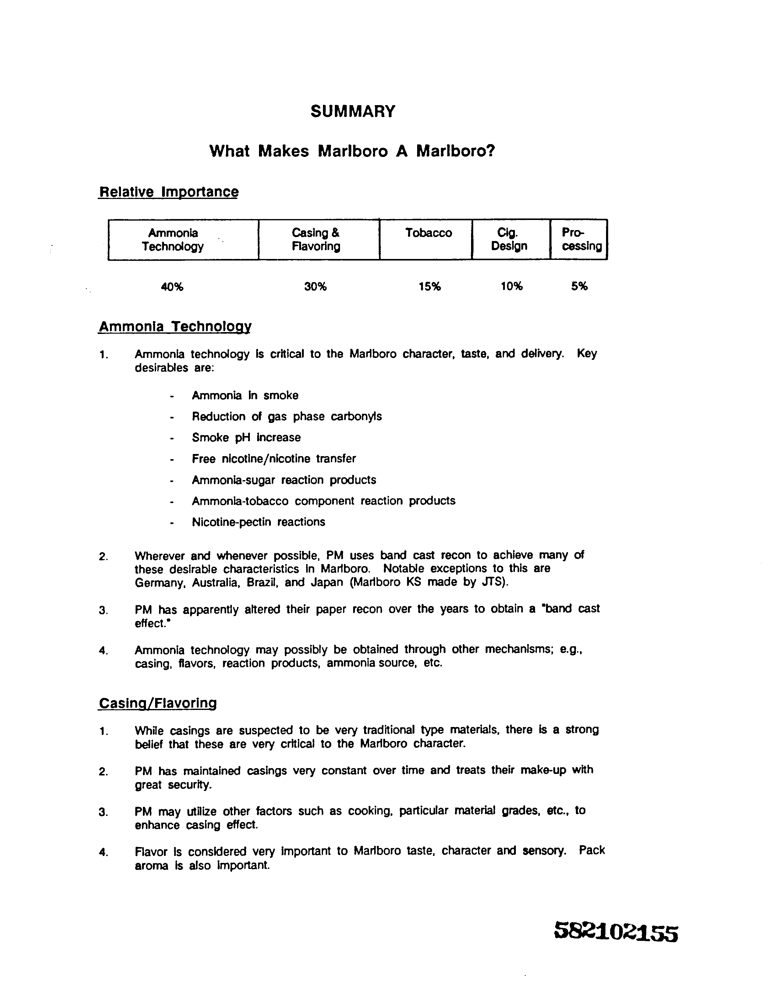 SUMMARY
What Makes Marlboro A Marlboro?
Relative Importance
Ammonia Technology
Casing & Flavoring
Tobacco
Cig. Design
Pro-cessing
40% 30% 15% 10% 5%
Ammonia Technology
1. Ammonia technology is critical to the Marlboro character, taste, and delivery. Key
desirables are:
- Ammonia in smoke
- Reduction of gas phase carbonyls
- Smoke pH increase
- Free nicotine/nicotine transfer
- Ammonia-sugar reaction products
- Ammonia-tobacco component reaction products
- Nicotine-pectin reactions
2. Wherever and whenever possible, PM uses band cast recon to achieve many of
these desirable characteristics in Marlboro. Notable exceptions to this are
Germany, Australia, Brazil, and Japan (Marlboro KS made by JTS).
3. PM has apparently altered their paper recon over the years to obtain a "band cast
effect."
4. Ammonia technology may possibly be obtained through other mechanisms; e.g.,
casing, flavors, reaction products, ammonia source, etc.
Casing/Flavoring
1. While casings are suspected to be very traditional type materials, there is a strong
belief that these are very critical to the Marlboro character.
2. PM has maintained casings very constant over time and treats their make-up with
great security.
3. PM may utilize other factors such as cooking, particular material grades, etc., to
enhance casing effect.
4. Flavor is considered very important to Marlboro taste, character and sensory. Pack
aroma is also important.
582102155